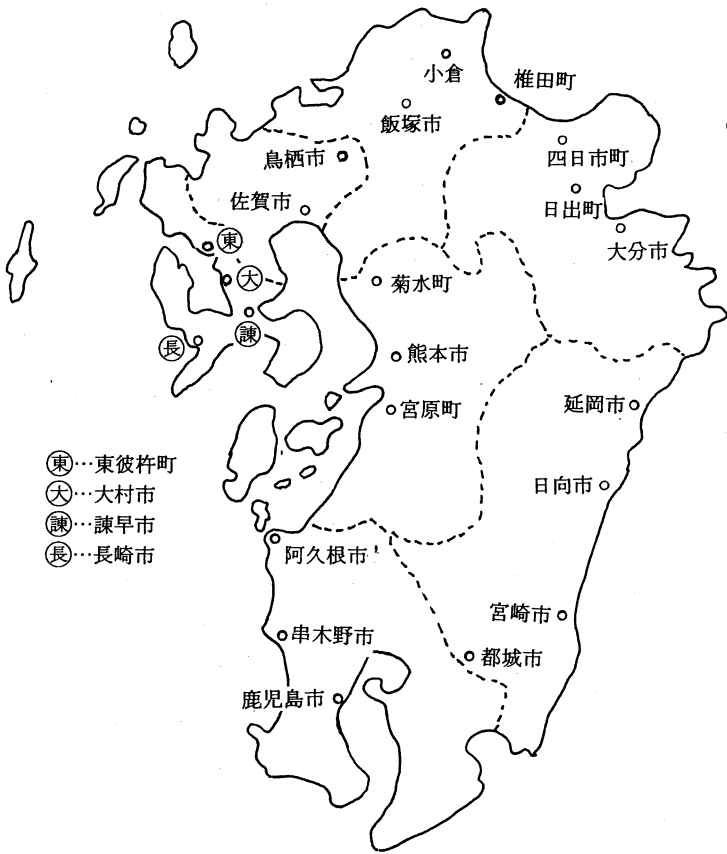 小倉
椎田町
飯塚市
四日市町
鳥栖市
日出町
佐賀市
大分市
東
大
菊水町
諫
長
熊本市
宮原町
延岡市
東…東彼杵町
大…大村市
諫…諫早市
長…長崎市
日向市
阿久根市
宮崎市
串木野市
都城市
鹿児島市